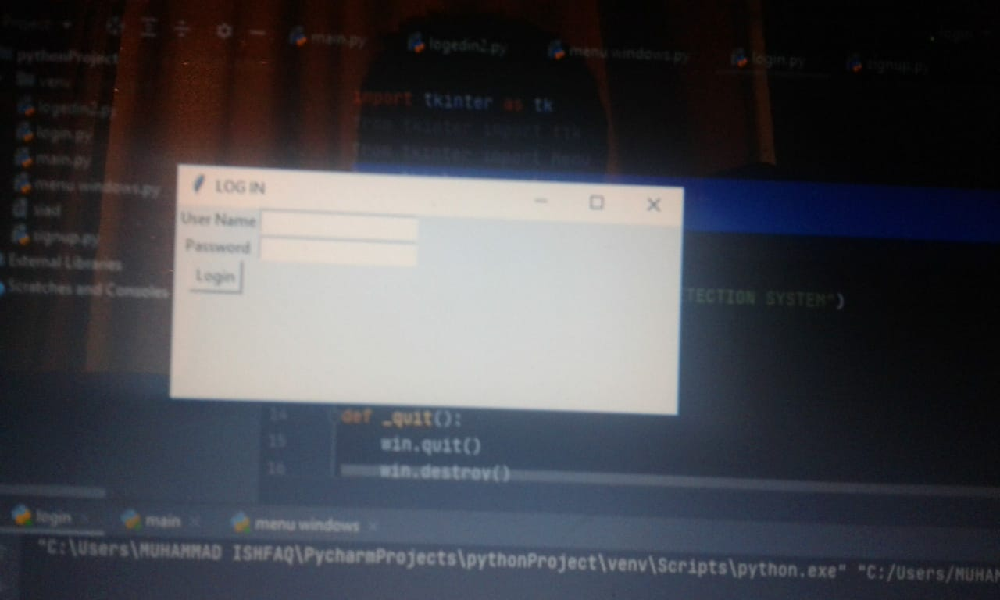 Project
main.py
logedin2.py
menu windows.py
login.py
signup.py
login
pythonProject
venv
logedin2.py
login.py
main.py
menu windows.py
signup.py
External Libraries
Scratches and Consoles
import tkinter as tk
from tkinter import ttk
from tkinter import Menu
LOG IN
User Name
Password
Login
TECTION SYSTEM")
14 def _quit():
15 win.quit()
16 win.destroy()
login
main
menu windows
"C:\Users\MUHAMMAD ISHFAQ\PycharmProjects\pythonProject\venv\Scripts\python.exe" "C:/Users/MUHAM